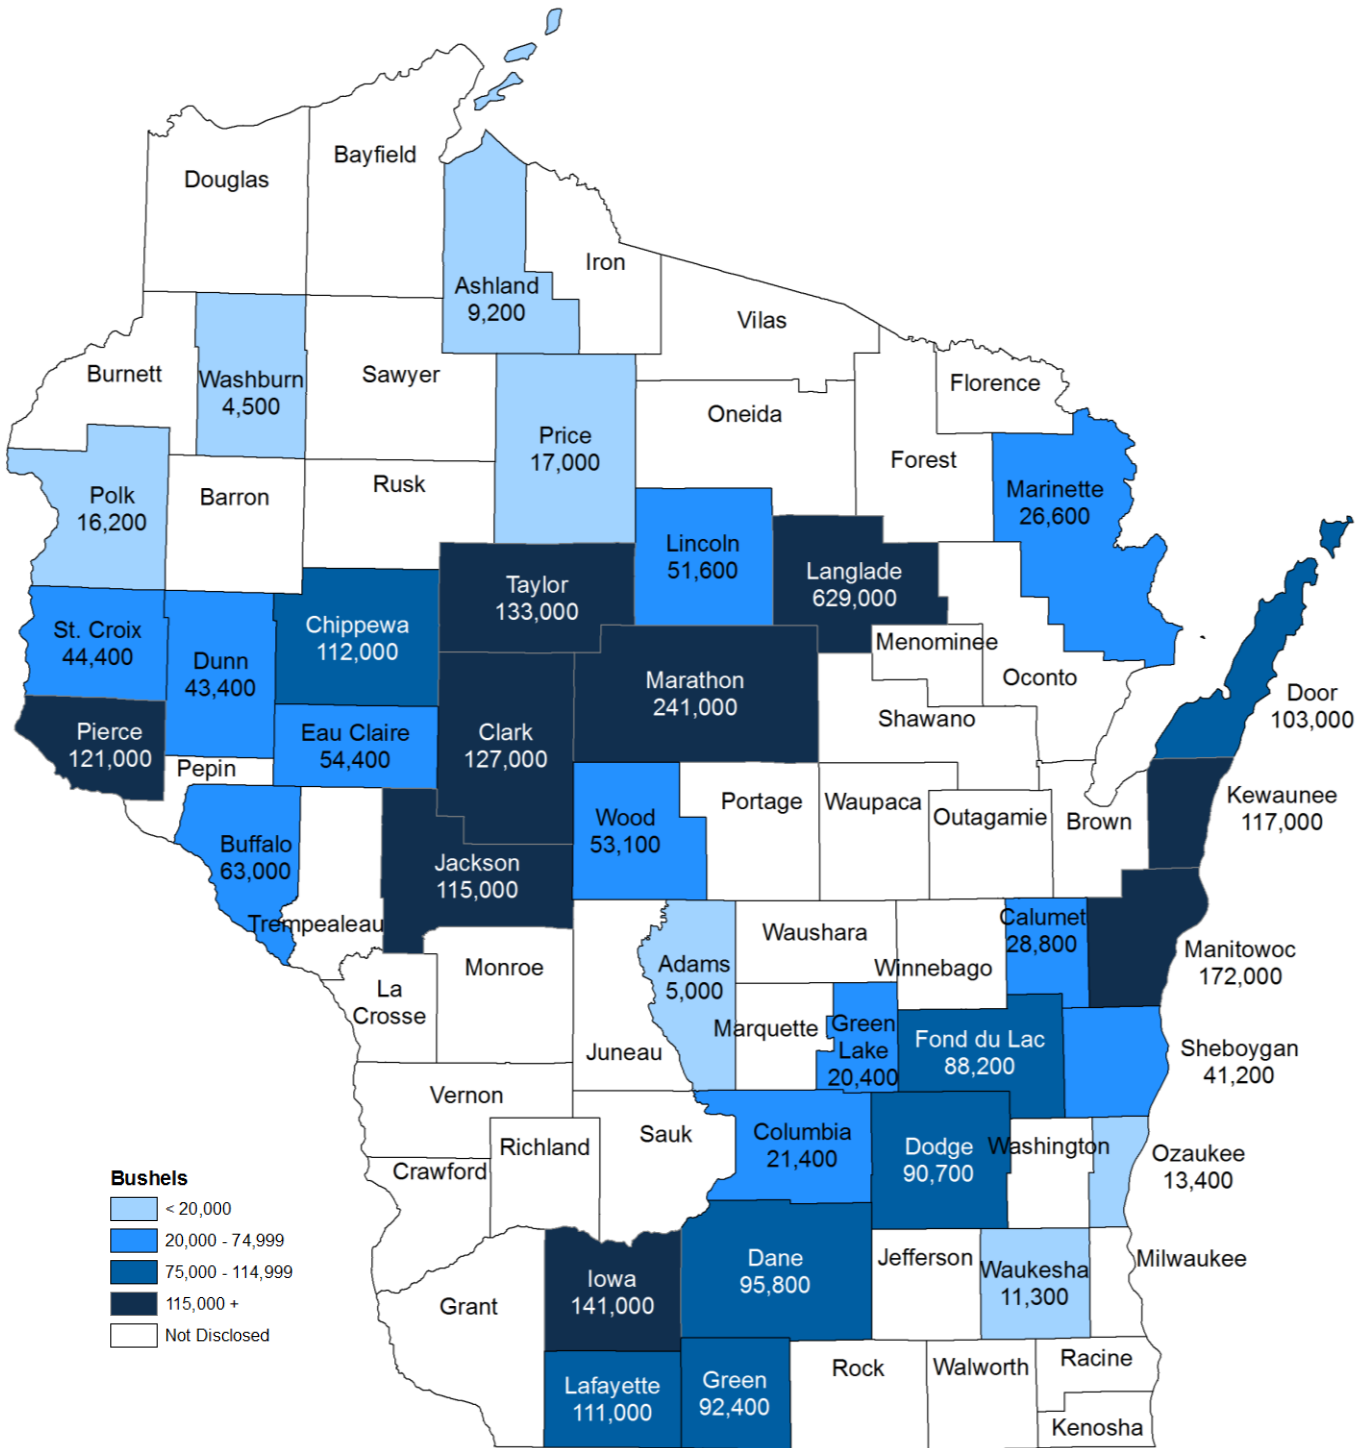 Douglas
Bayfield
Iron
Ashland
9,200
Vilas
Burnett
Washburn
4,500
Sawyer
Florence
Oneida
Price
17,000
Forest
Polk
16,200
Barron
Rusk
Marinette
26,600
Lincoln
51,600
Langlade
629,000
Taylor
133,000
St. Croix
44,400
Dunn
43,400
Chippewa
112,000
Menominee
Oconto
Marathon
241,000
Door
103,000
Shawano
Pierce
121,000
Eau Claire
54,400
Clark
127,000
Pepin
Kewaunee
117,000
Wood
53,100
Portage
Waupaca
Outagamie
Brown
Buffalo
63,000
Jackson
115,000
Trempealeau
Waushara
Calumet
28,800
Manitowoc
172,000
Monroe
Adams
5,000
Winnebago
La
Crosse
Juneau
Marquette
Green
Lake
20,400
Fond du Lac
88,200
Sheboygan
41,200
Vernon
Richland
Sauk
Columbia
21,400
Dodge
90,700
Washington
Ozaukee
13,400
Crawford
Bushels
< 20,000
20,000 - 74,999
75,000 - 114,999
115,000 +
Not Disclosed
Grant
Iowa
141,000
Dane
95,800
Jefferson
Waukesha
11,300
Milwaukee
Lafayette
111,000
Green
92,400
Rock
Walworth
Racine
Kenosha